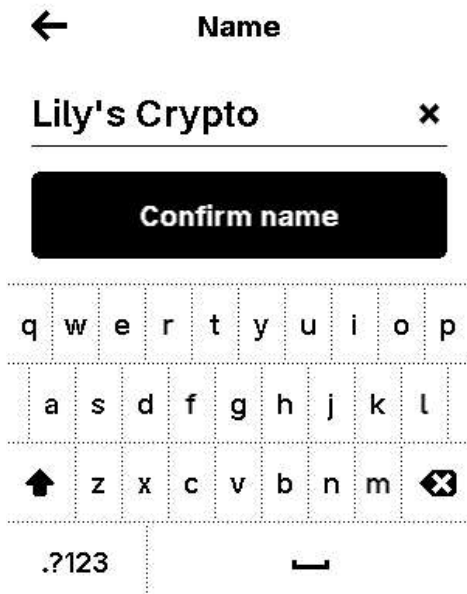 Name
Lily's Crypto
Confirm name
q w e r t y u i o p
a s d f g h j k l
z x c v b n m
.?123